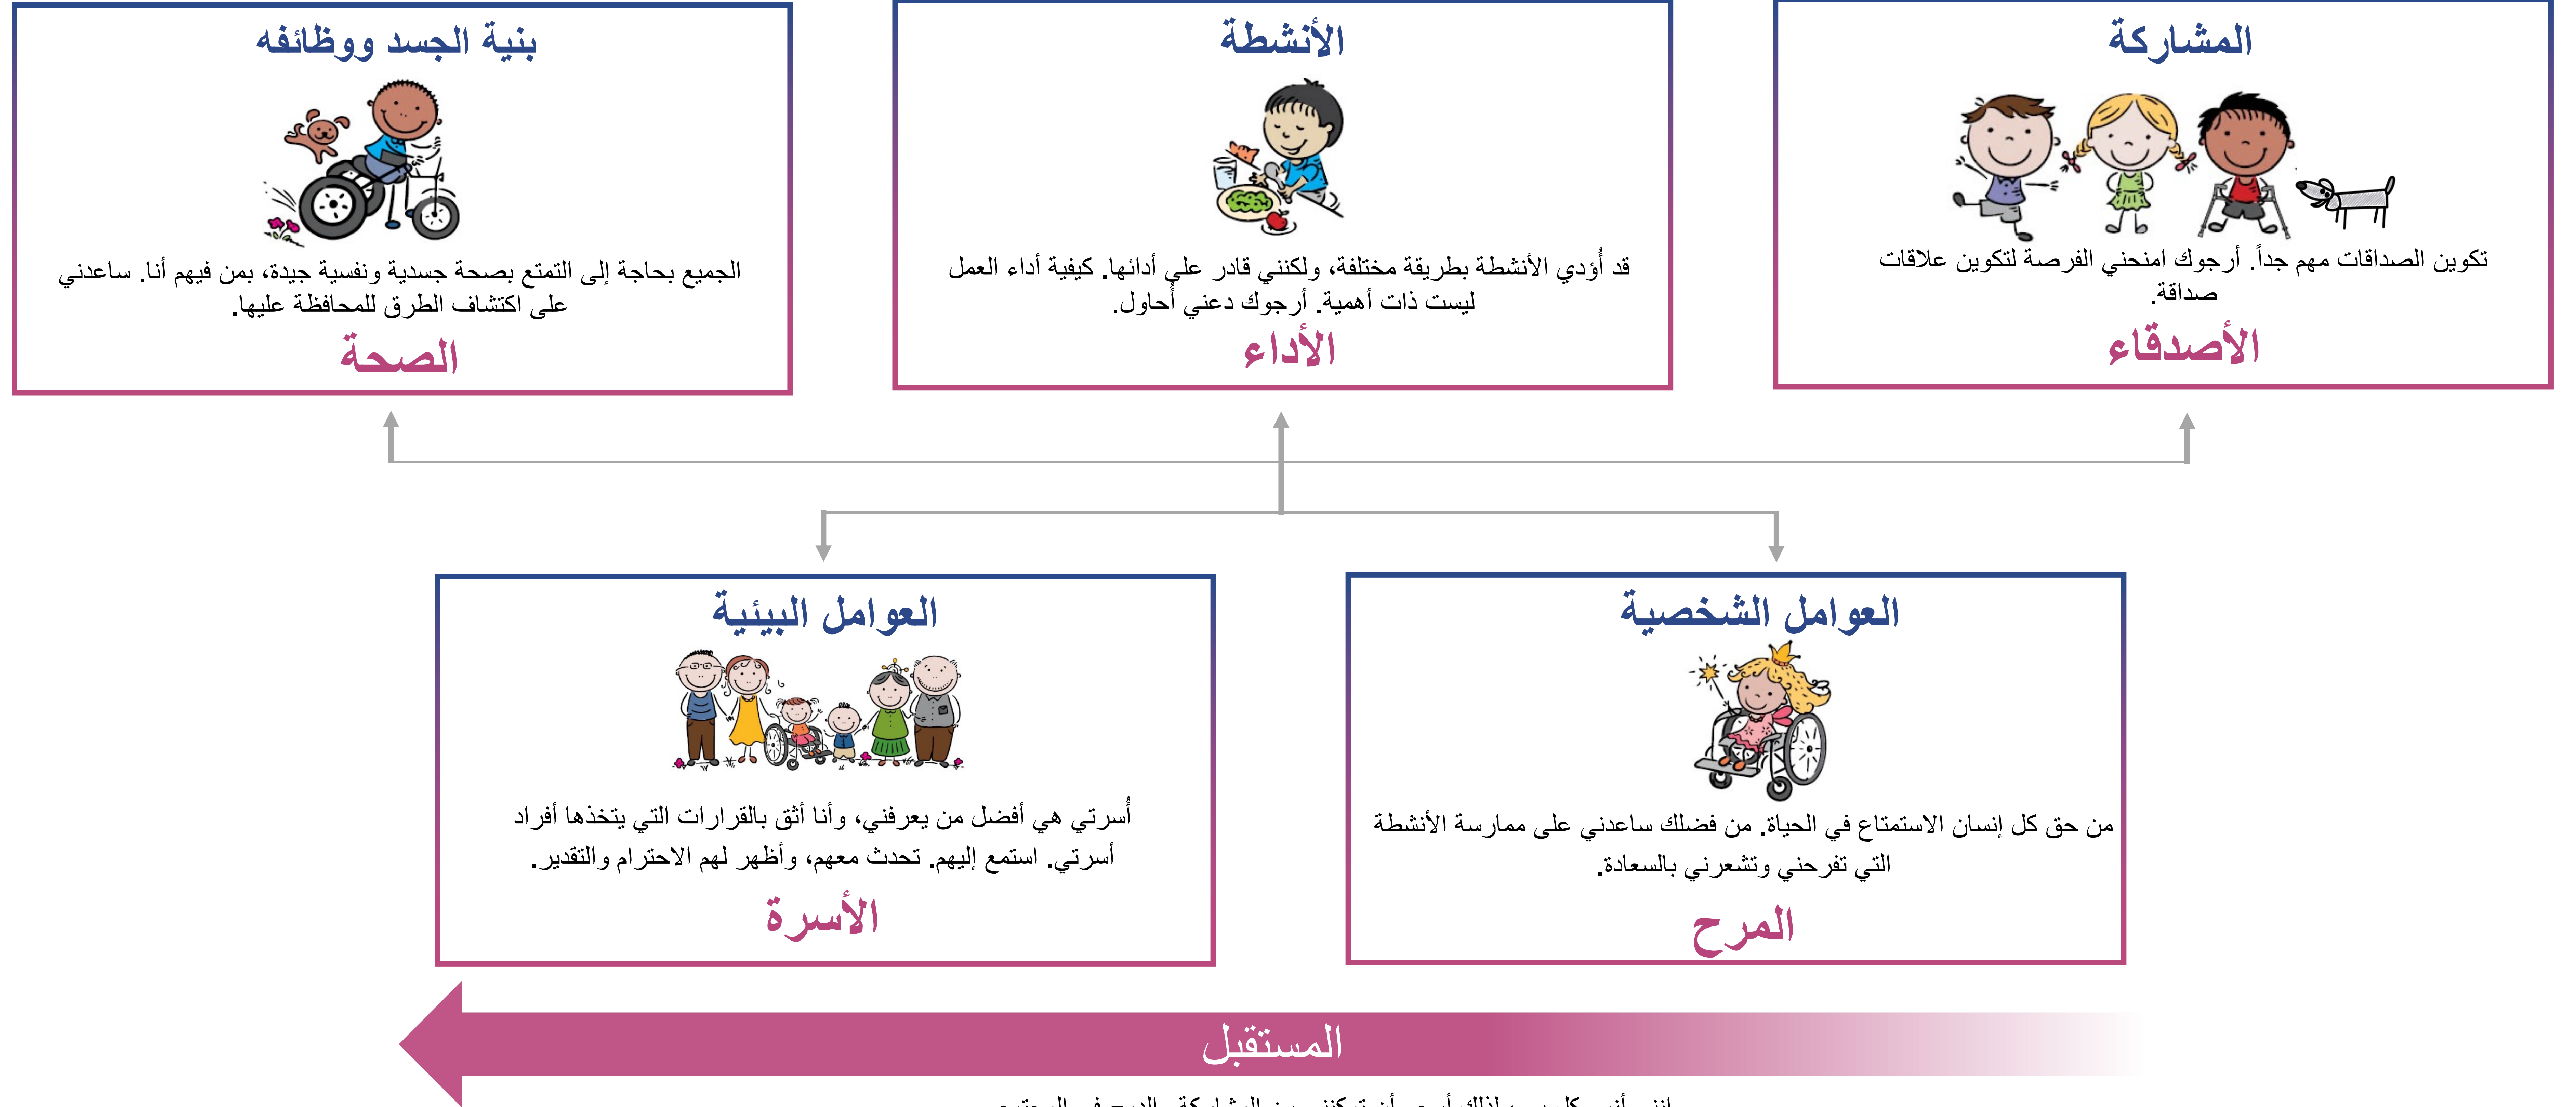 المشاركة
تكوين الصداقات مهم جداً. أرجوك امنحني الفرصة لتكوين علاقات
صداقة.
الأصدقاء
الأنشطة
قد أُؤدي الأنشطة بطريقة مختلفة، ولكنني قادر على أدائها. كيفية أداء العمل
ليست ذات أهمية. أرجوك دعني أُحاول.
الأداء
بنية الجسد ووظائفه
الجميع بحاجة إلى التمتع بصحة جسدية ونفسية جيدة، بمن فيهم أنا. ساعدني
على اكتشاف الطرق للمحافظة عليها.
الصحة
العوامل الشخصية
من حق كل إنسان الاستمتاع في الحياة. من فضلك ساعدني على ممارسة الأنشطة
التي تفرحني وتشعرني بالسعادة.
المرح
العوامل البيئية
أُسرتي هي أفضل من يعرفني، وأنا أثق بالقرارات التي يتخذها أفراد
أسرتي. استمع إليهم. تحدث معهم، وأظهر لهم الاحترام والتقدير.
الأسرة
المستقبل